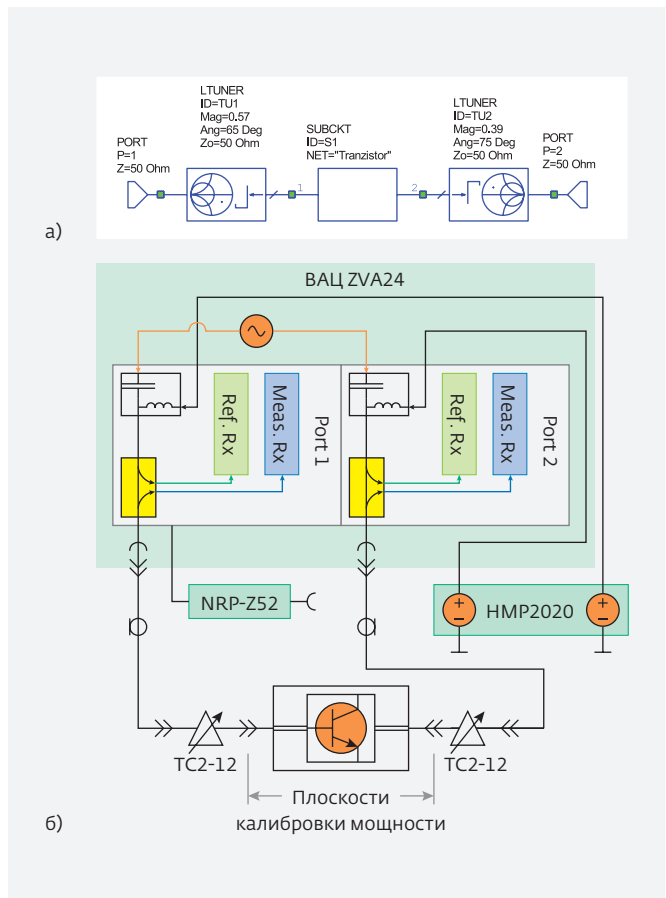 LTUNER
ID=TU1
Mag=0.57
Ang=65 Deg
Zo=50 Ohm
PORT
P=1
Z=50 Ohm
SUBCKT
ID=S1
NET="Tranzistor"
LTUNER
ID=TU2
Mag=0.39
Ang=75 Deg
Zo=50 Ohm
PORT
P=2
Z=50 Ohm
1
2
а)
ВАЦ ZVA24
Ref. Rx
Meas. Rx
Port 1
Ref. Rx
Meas. Rx
Port 2
NRP-Z52
HMP2020
TC2-12
TC2-12
Плоскости
калибровки мощности
б)